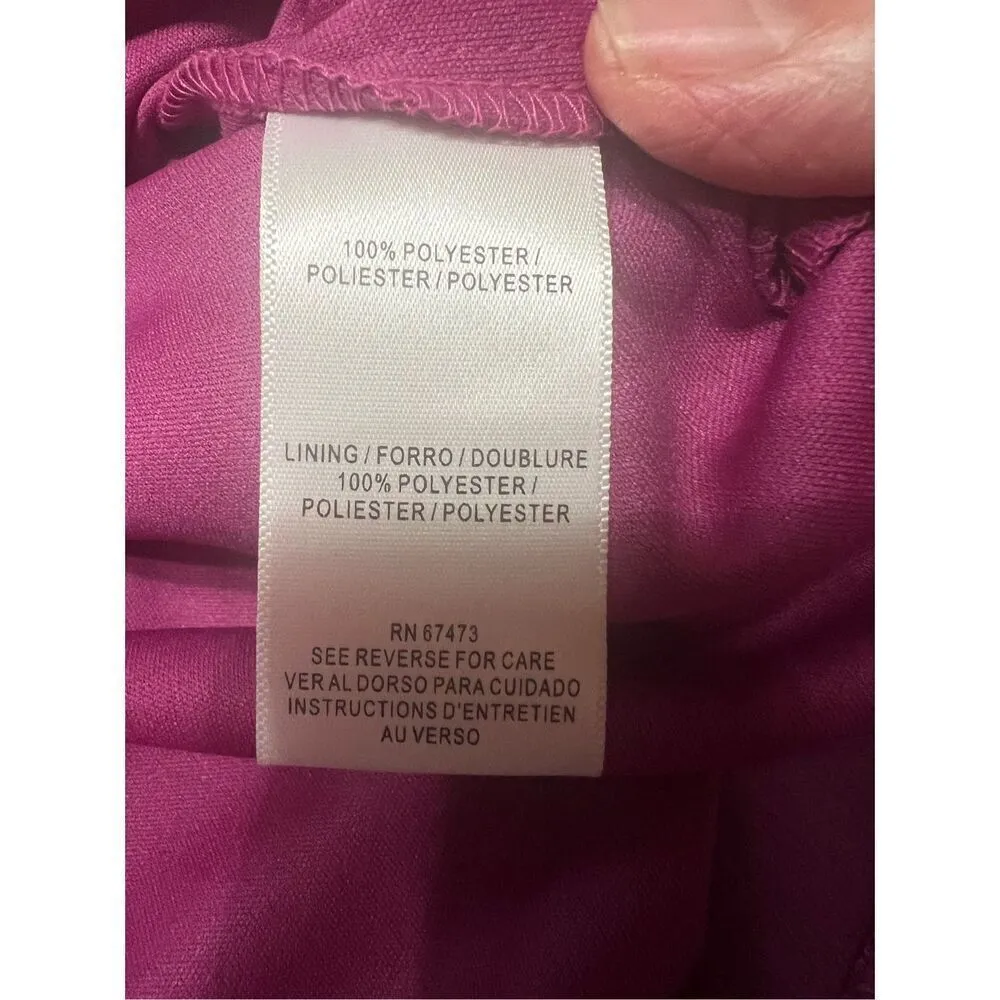 100% POLYESTER /
POLIESTER / POLYESTER
LINING / FORRO / DOUBLURE
100% POLYESTER /
POLIESTER / POLYESTER
RN 67473
SEE REVERSE FOR CARE
VER AL DORSO PARA CUIDADO
INSTRUCTIONS D'ENTRETIEN
AU VERSO